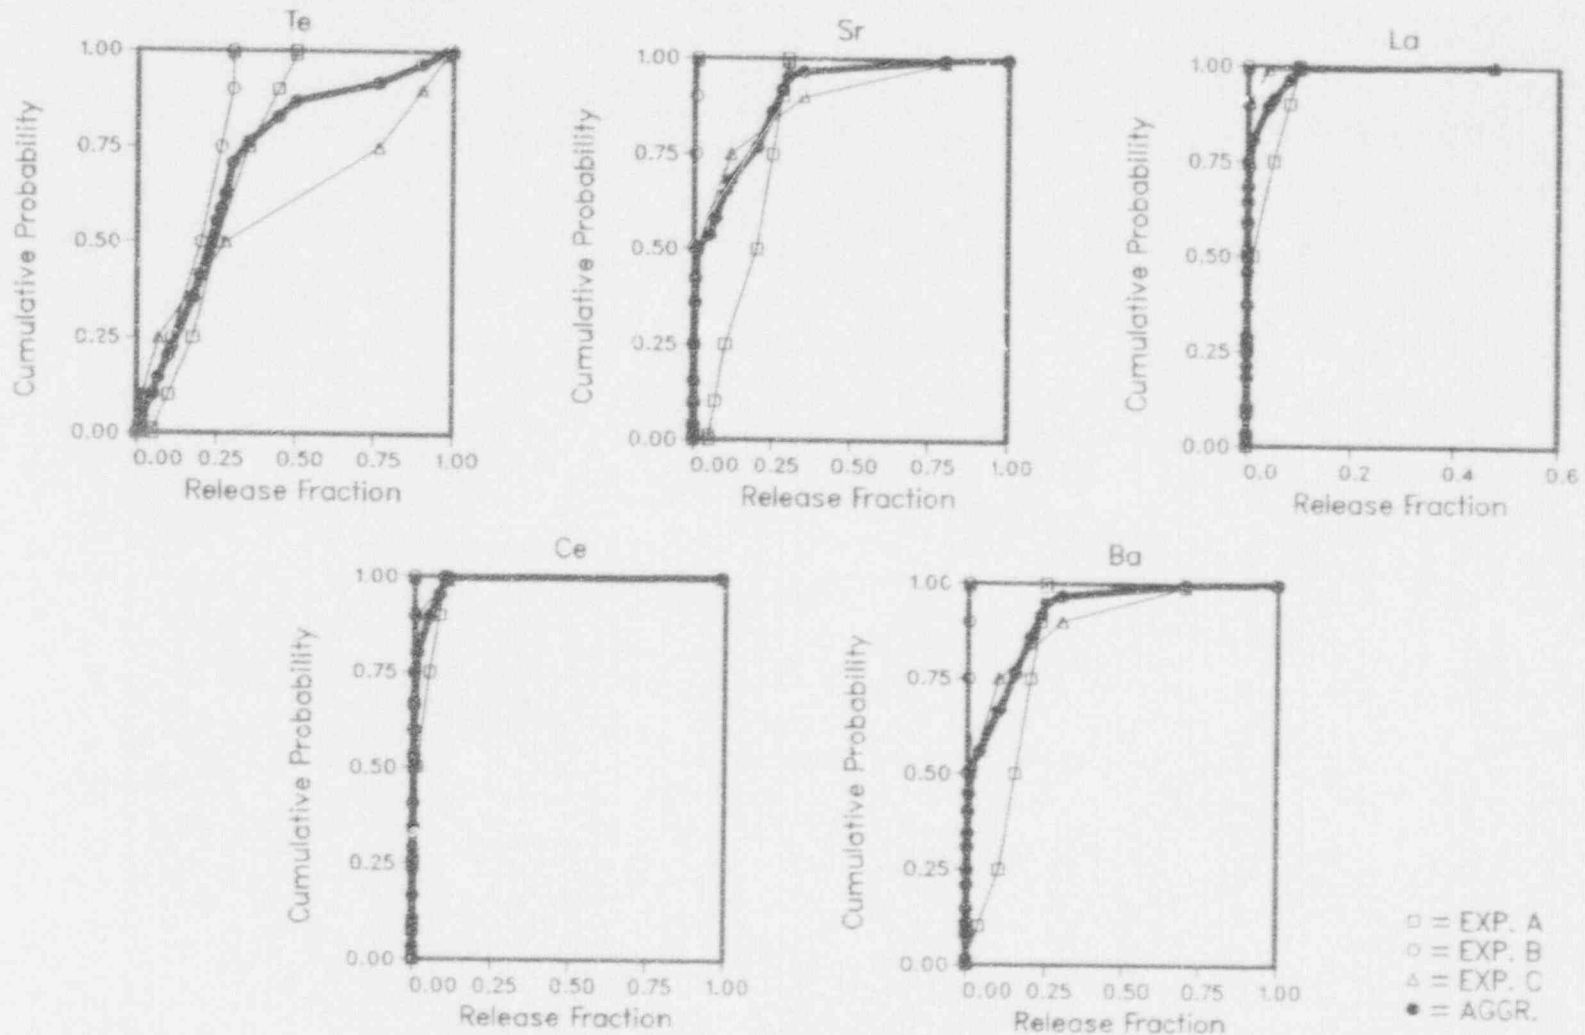 Te
Cumulative Probability
1.00
0.75
0.50
0.25
0.00
0.00 0.25 0.50 0.75 1.00
Release Fraction
Sr
Cumulative Probability
1.00
0.75
0.50
0.25
0.00
0.00 0.25 0.50 0.75 1.00
Release Fraction
La
Cumulative Probability
1.00
0.75
0.50
0.25
0.00
0.0 0.2 0.4 0.6
Release Fraction
Ce
Cumulative Probability
1.00
0.75
0.50
0.25
0.00
0.00 0.25 0.50 0.75 1.00
Release Fraction
Ba
Cumulative Probability
1.00
0.75
0.50
0.25
0.00
0.00 0.25 0.50 0.75 1.00
Release Fraction
= EXP. A
= EXP. B
= EXP. C
= AGGR.